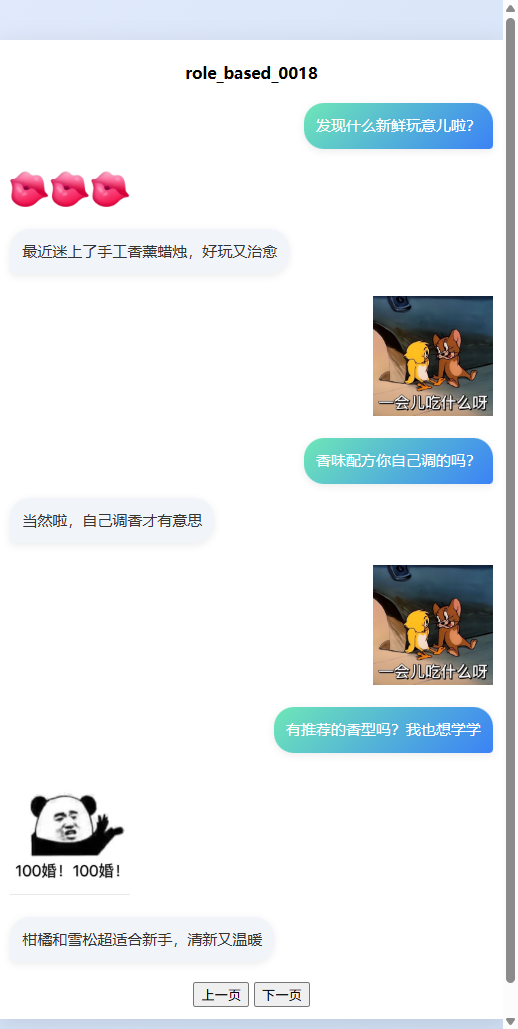 role_based_0018
发现什么新鲜玩意儿啦？
最近迷上了手工香薰蜡烛，好玩又治愈
一会儿吃什么呀
香味配方你自己调的吗？
当然啦，自己调香才有意思
一会儿吃什么呀
有推荐的香型吗？我也想学学
100婚！100婚！
柑橘和雪松超适合新手，清新又温暖
上一页 下一页